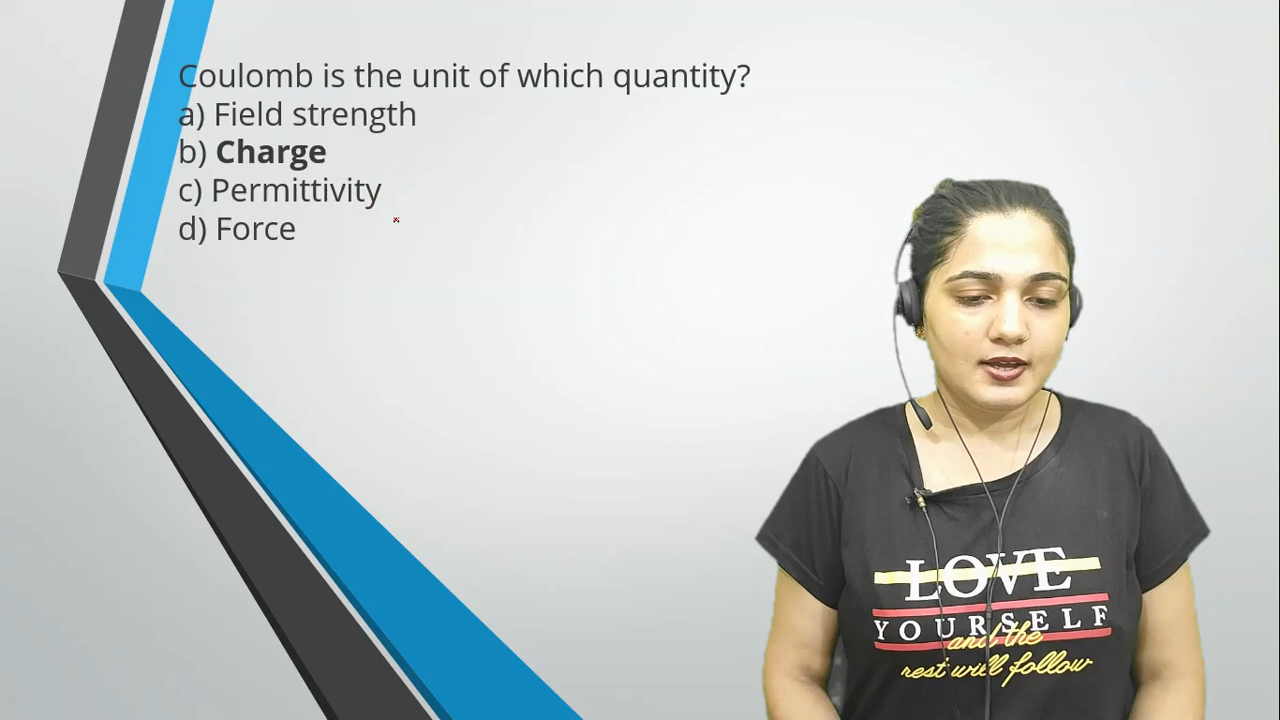 Coulomb is the unit of which quantity?
a) Field strength
b) Charge
c) Permittivity
d) Force
LOVE
YOURSELF
and the
rest will follow